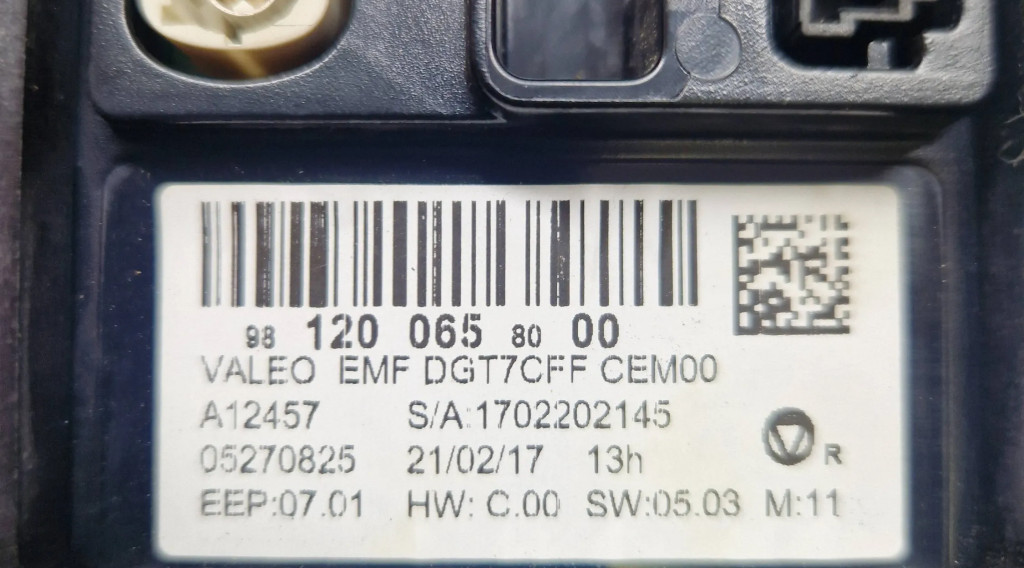 98 120 065 80 00
VALEO EMF DGT7CFF CEM00
A12457 S/A:1702202145
05270825 21/02/17 13h
V R
EEP:07.01 HW: C.00 SW:05.03 M:11